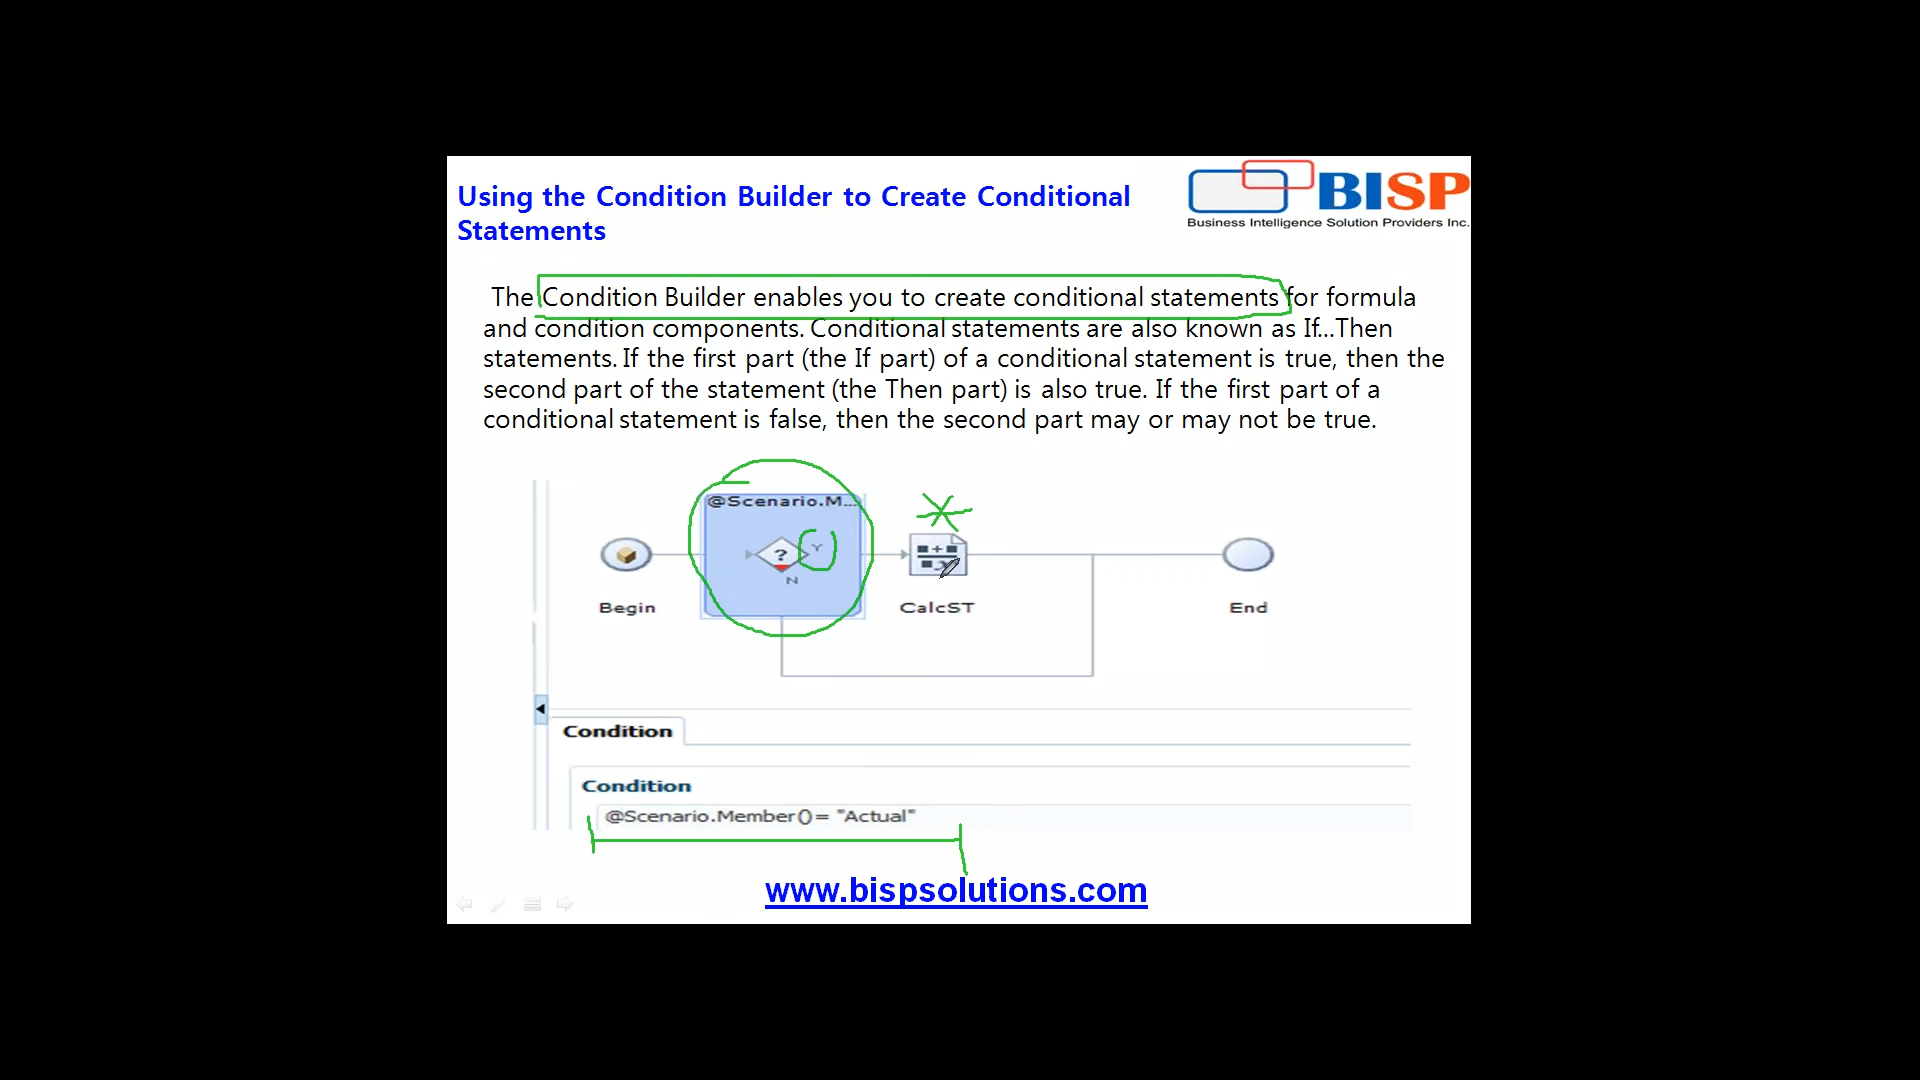 Using the Condition Builder to Create Conditional
Statements
BISP
Business Intelligence Solution Providers Inc.
The Condition Builder enables you to create conditional statements for formula
and condition components. Conditional statements are also known as If...Then
statements. If the first part (the If part) of a conditional statement is true, then the
second part of the statement (the Then part) is also true. If the first part of a
conditional statement is false, then the second part may or may not be true.
@Scenario.M...
?
Y
N
Begin
CalcST
End
Condition
Condition
@Scenario.Member()= "Actual"
www.bispsolutions.com